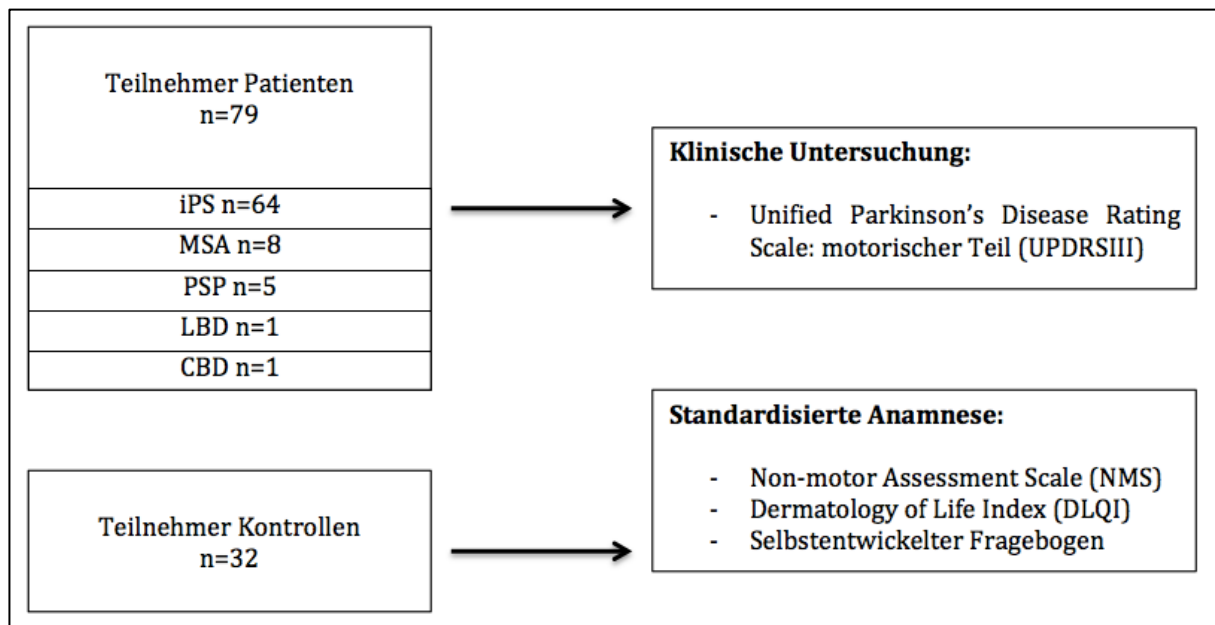 Teilnehmer Patienten
n=79
iPS n=64
MSA n=8
PSP n=5
LBD n=1
CBD n=1
Teilnehmer Kontrollen
n=32
Klinische Untersuchung:
- Unified Parkinson’s Disease Rating
Scale: motorischer Teil (UPDRSIII)
Standardisierte Anamnese:
- Non-motor Assessment Scale (NMS)
- Dermatology of Life Index (DLQI)
- Selbstentwickelter Fragebogen